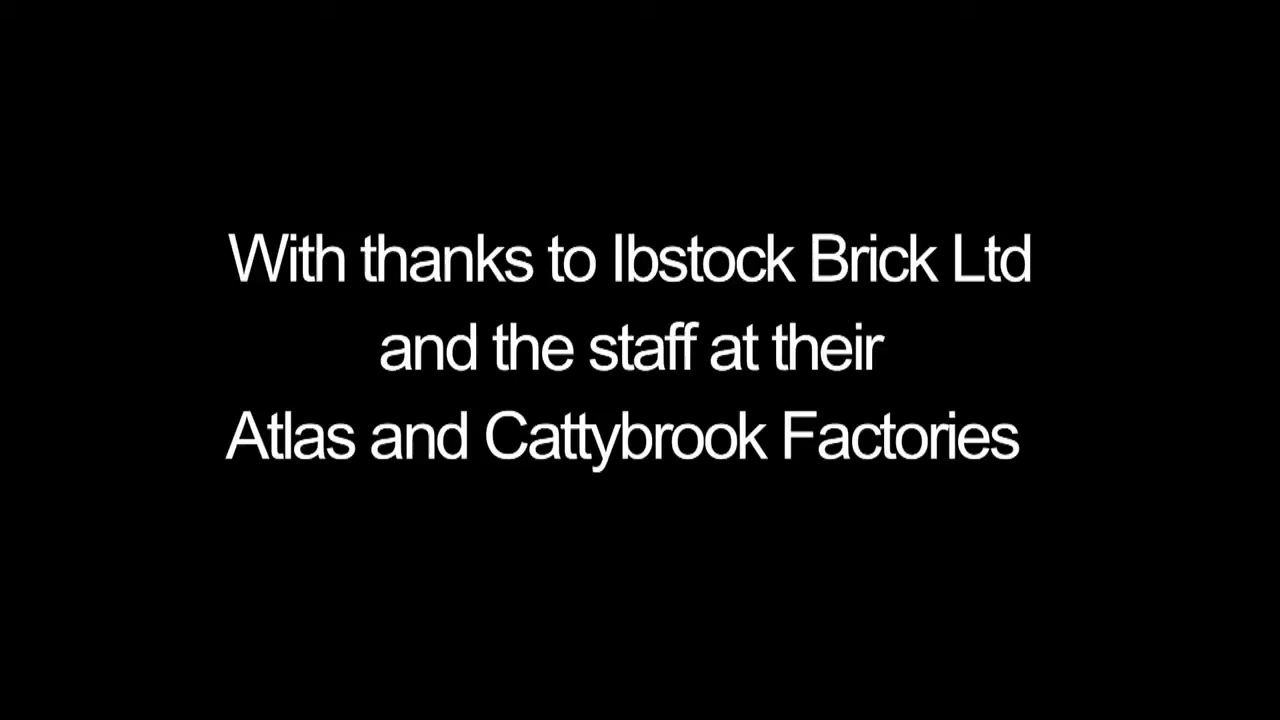 With thanks to Ibstock Brick Ltd
and the staff at their
Atlas and Cattybrook Factories